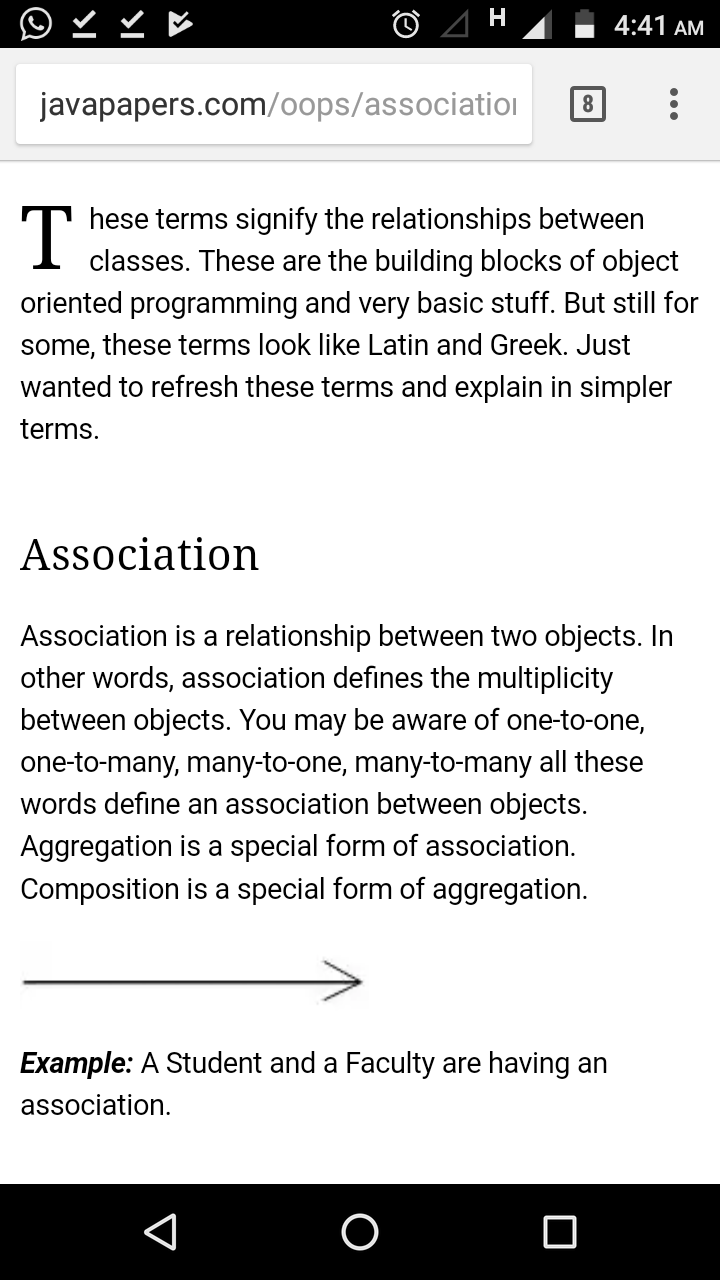 H
4:41 AM
javapapers.com/oops/association
8
These terms signify the relationships between
classes. These are the building blocks of object
oriented programming and very basic stuff. But still for
some, these terms look like Latin and Greek. Just
wanted to refresh these terms and explain in simpler
terms.
Association
Association is a relationship between two objects. In
other words, association defines the multiplicity
between objects. You may be aware of one-to-one,
one-to-many, many-to-one, many-to-many all these
words define an association between objects.
Aggregation is a special form of association.
Composition is a special form of aggregation.
Example: A Student and a Faculty are having an
association.